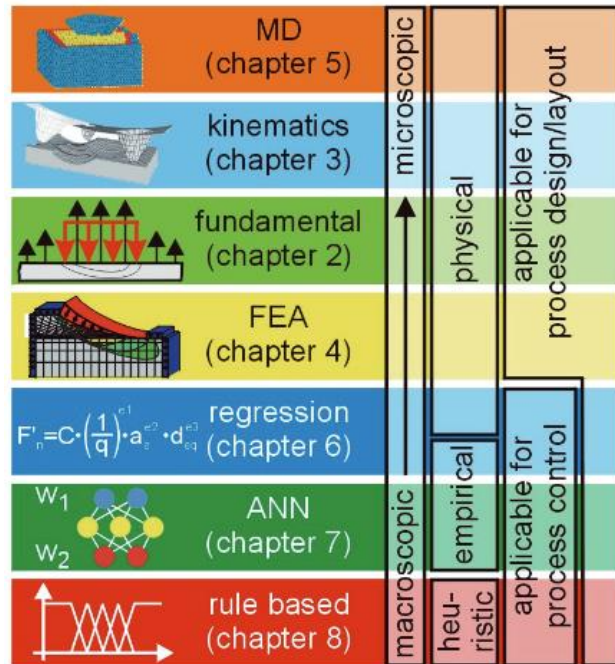 MD
(chapter 5)
kinematics
(chapter 3)
fundamental
(chapter 2)
FEA
(chapter 4)
F'n=C·(1/q)^e1·a_e^e2·d_eq^e3
regression
(chapter 6)
W1
W2
ANN
(chapter 7)
rule based
(chapter 8)
macroscopic
microscopic
physical
empirical
heu-
ristic
applicable for
process design/layout
applicable for
process control